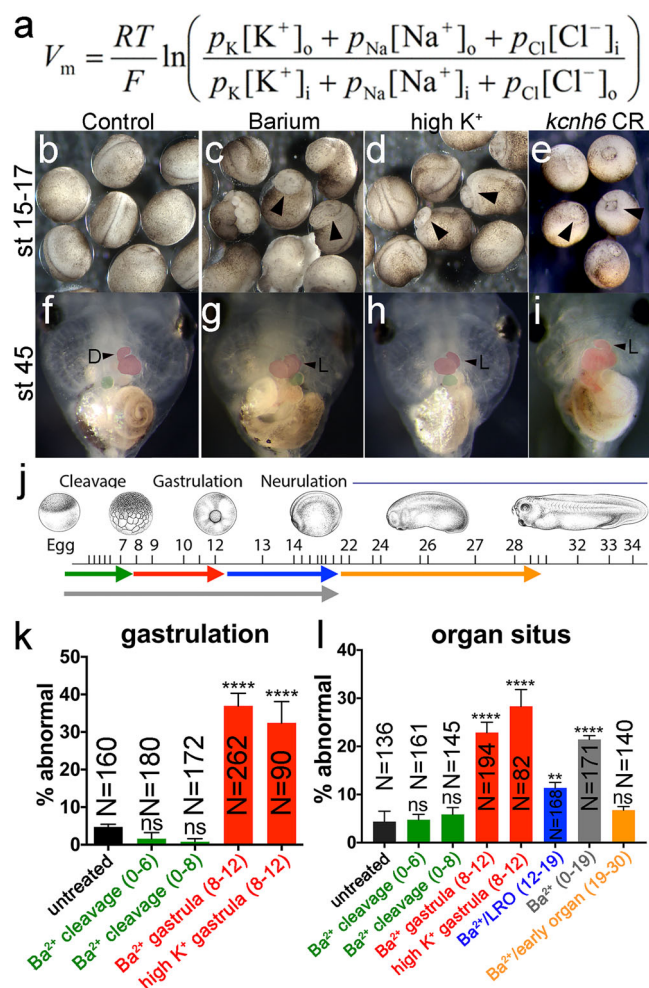 a
Vm = RT/F ln( pK[K+]o + pNa[Na+]o + pCl[Cl−]i / pK[K+]i + pNa[Na+]i + pCl[Cl−]o )
Control Barium high K+ kcnh6 CR
st 15-17
b c d e
st 45
f g h i
D L L L
j
Cleavage Gastrulation Neurulation
Egg 7 8 9 10 12 13 14 22 24 26 27 28 32 33 34
k gastrulation
% abnormal
50
40
30
20
10
0
N=160 N=180 N=172 N=262 N=90
ns ns **** ****
untreated
Ba2+ cleavage (0-6)
Ba2+ cleavage (0-8)
Ba2+ gastrula (8-12)
high K+ gastrula (8-12)
l organ situs
% abnormal
40
30
20
10
0
N=136 N=161 N=145 N=194 N=82 N=168 N=171 N=140
ns ns **** **** ** **** ns
untreated
Ba2+ cleavage (0-6)
Ba2+ cleavage (0-8)
Ba2+ gastrula (8-12)
high K+ gastrula (8-12)
Ba2+/LRO (12-19)
Ba2+ (0-19)
Ba2+/early organ (19-30)